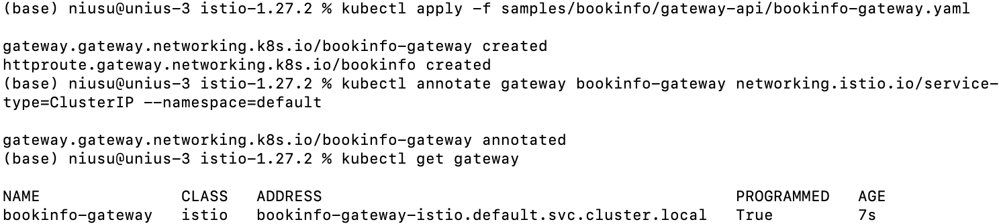 (base) niusu@unius-3 istio-1.27.2 % kubectl apply -f samples/bookinfo/gateway-api/bookinfo-gateway.yaml
gateway.gateway.networking.k8s.io/bookinfo-gateway created
httproute.gateway.networking.k8s.io/bookinfo created
(base) niusu@unius-3 istio-1.27.2 % kubectl annotate gateway bookinfo-gateway networking.istio.io/service-
type=ClusterIP --namespace=default
gateway.gateway.networking.k8s.io/bookinfo-gateway annotated
(base) niusu@unius-3 istio-1.27.2 % kubectl get gateway
NAME CLASS ADDRESS PROGRAMMED AGE
bookinfo-gateway istio bookinfo-gateway-istio.default.svc.cluster.local True 7s